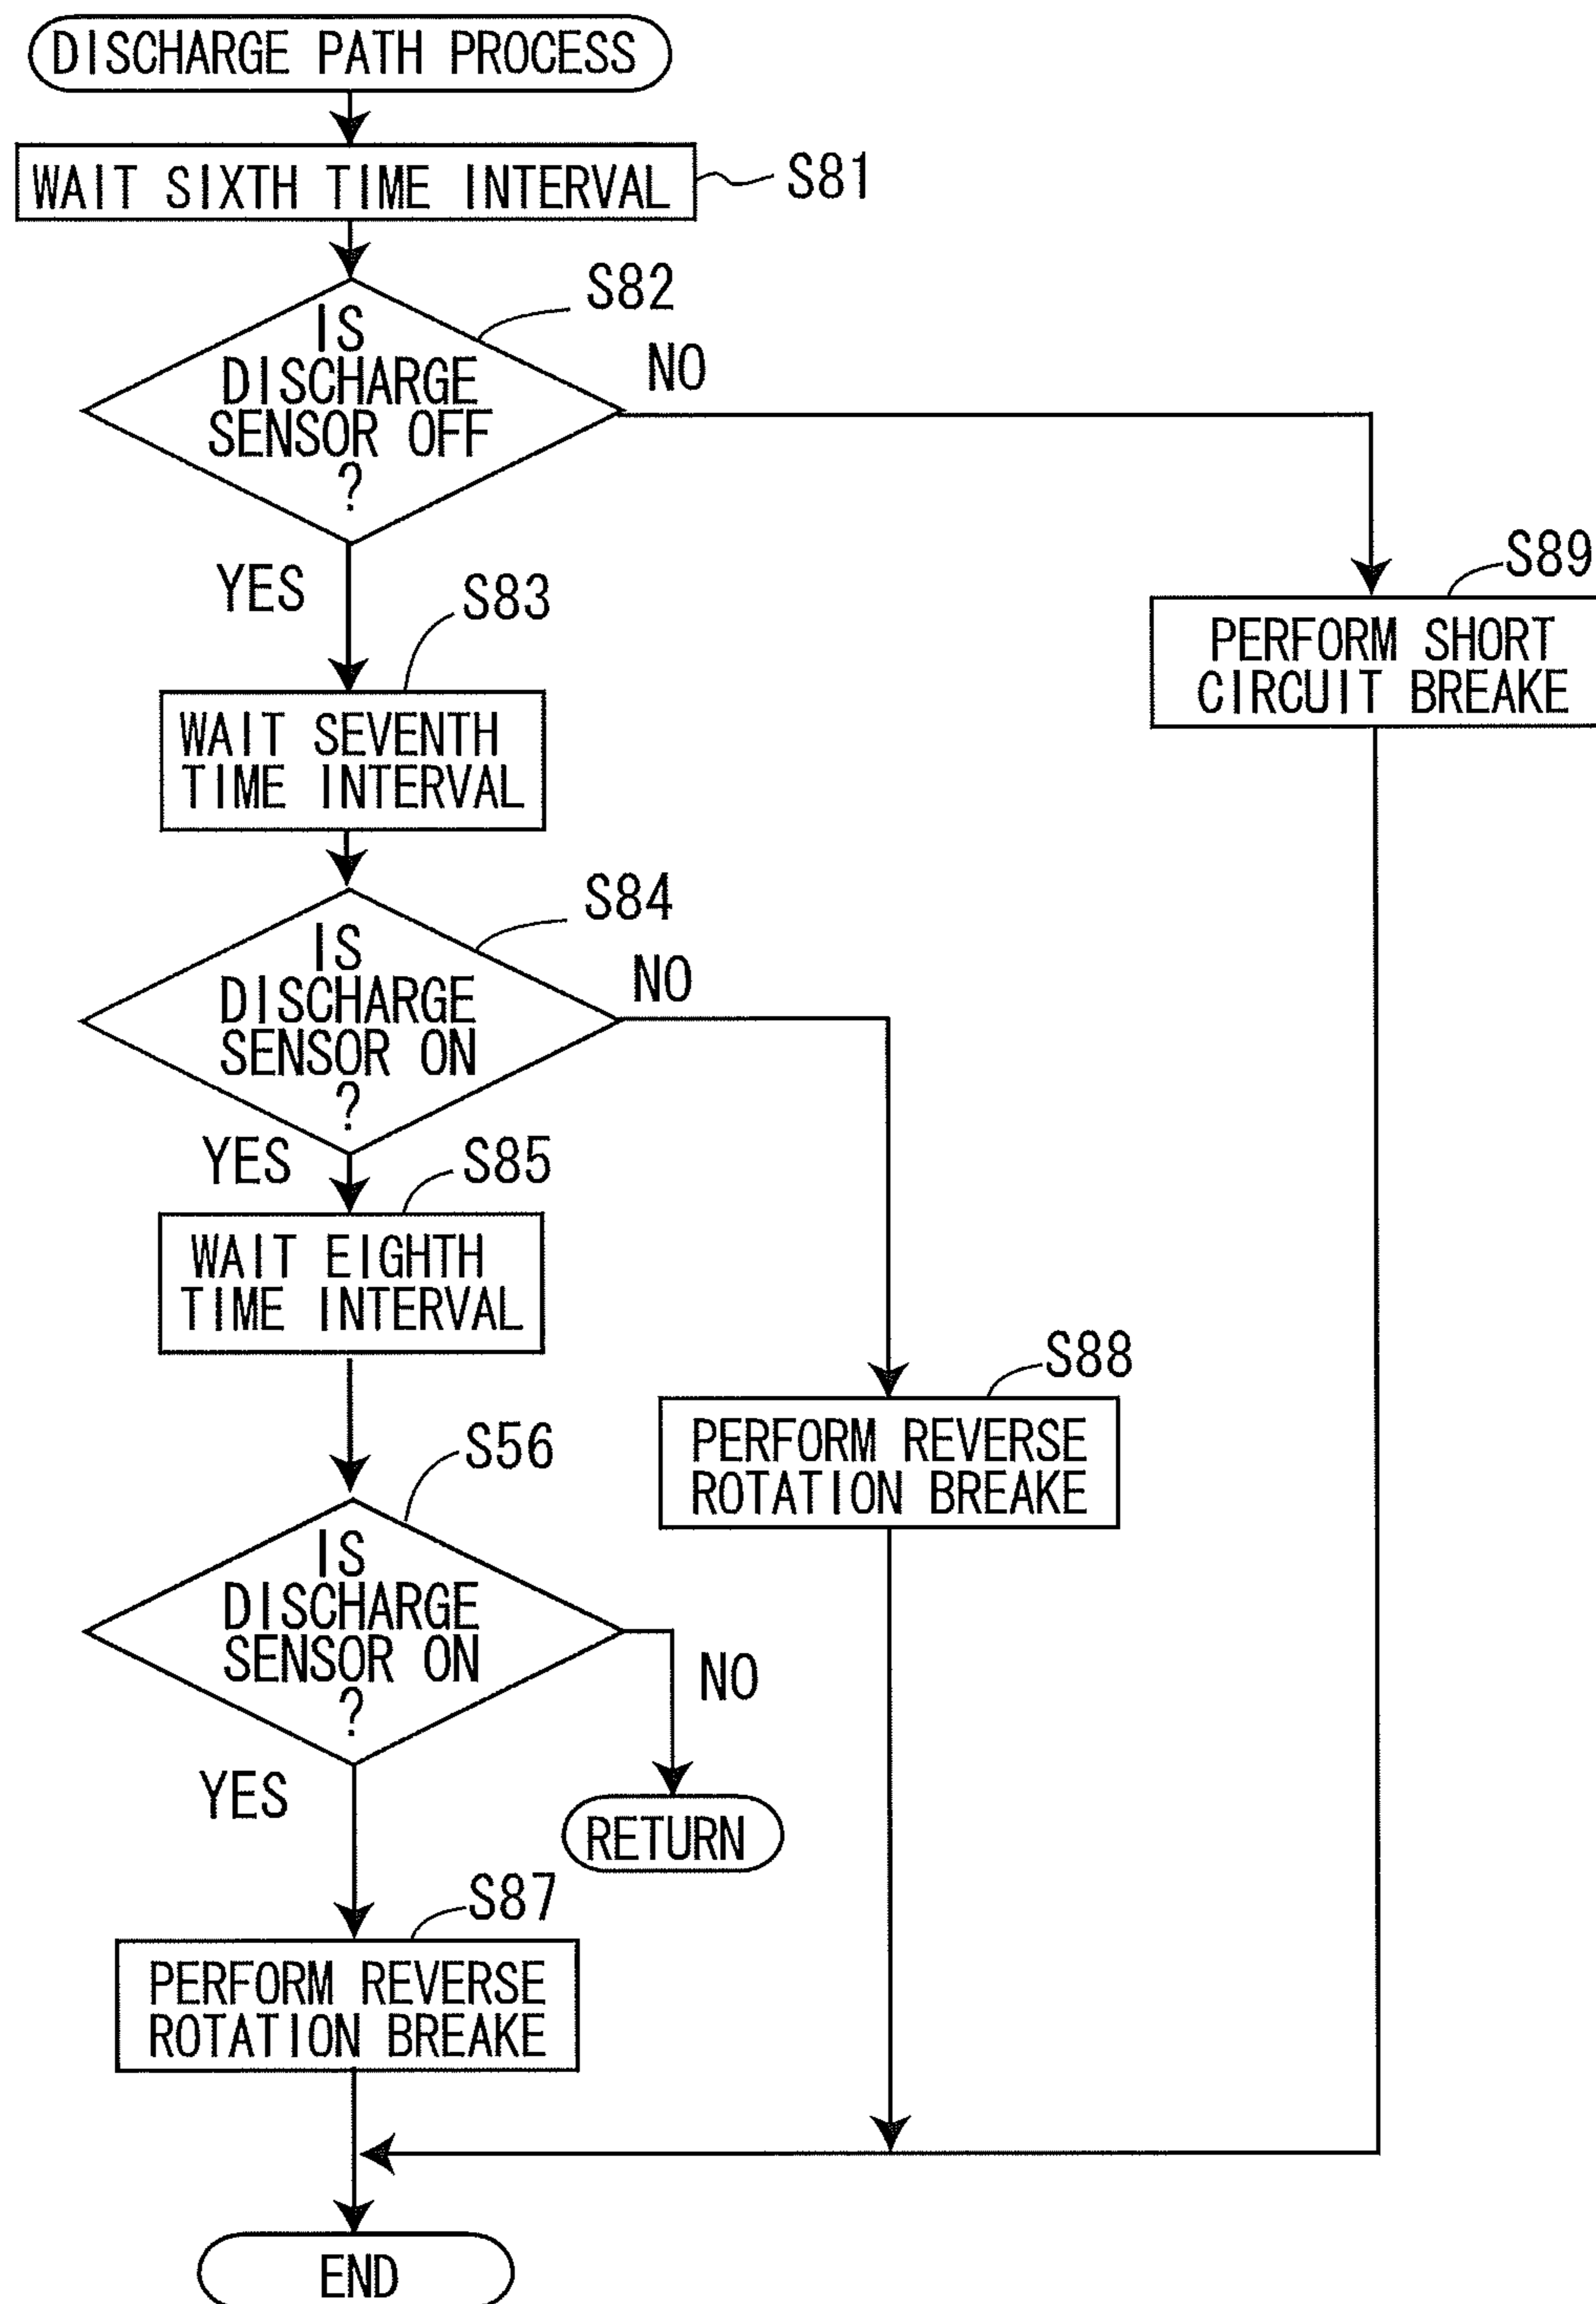 DISCHARGE PATH PROCESS
WAIT SIXTH TIME INTERVAL
S81
S82
IS
DISCHARGE
SENSOR OFF
?
NO
YES
S83
S89
PERFORM SHORT
CIRCUIT BREAKE
WAIT SEVENTH
TIME INTERVAL
S84
IS
DISCHARGE
SENSOR ON
?
NO
YES
S85
WAIT EIGHTH
TIME INTERVAL
S88
PERFORM REVERSE
ROTATION BREAKE
S56
IS
DISCHARGE
SENSOR ON
?
NO
YES
RETURN
S87
PERFORM REVERSE
ROTATION BREAKE
END